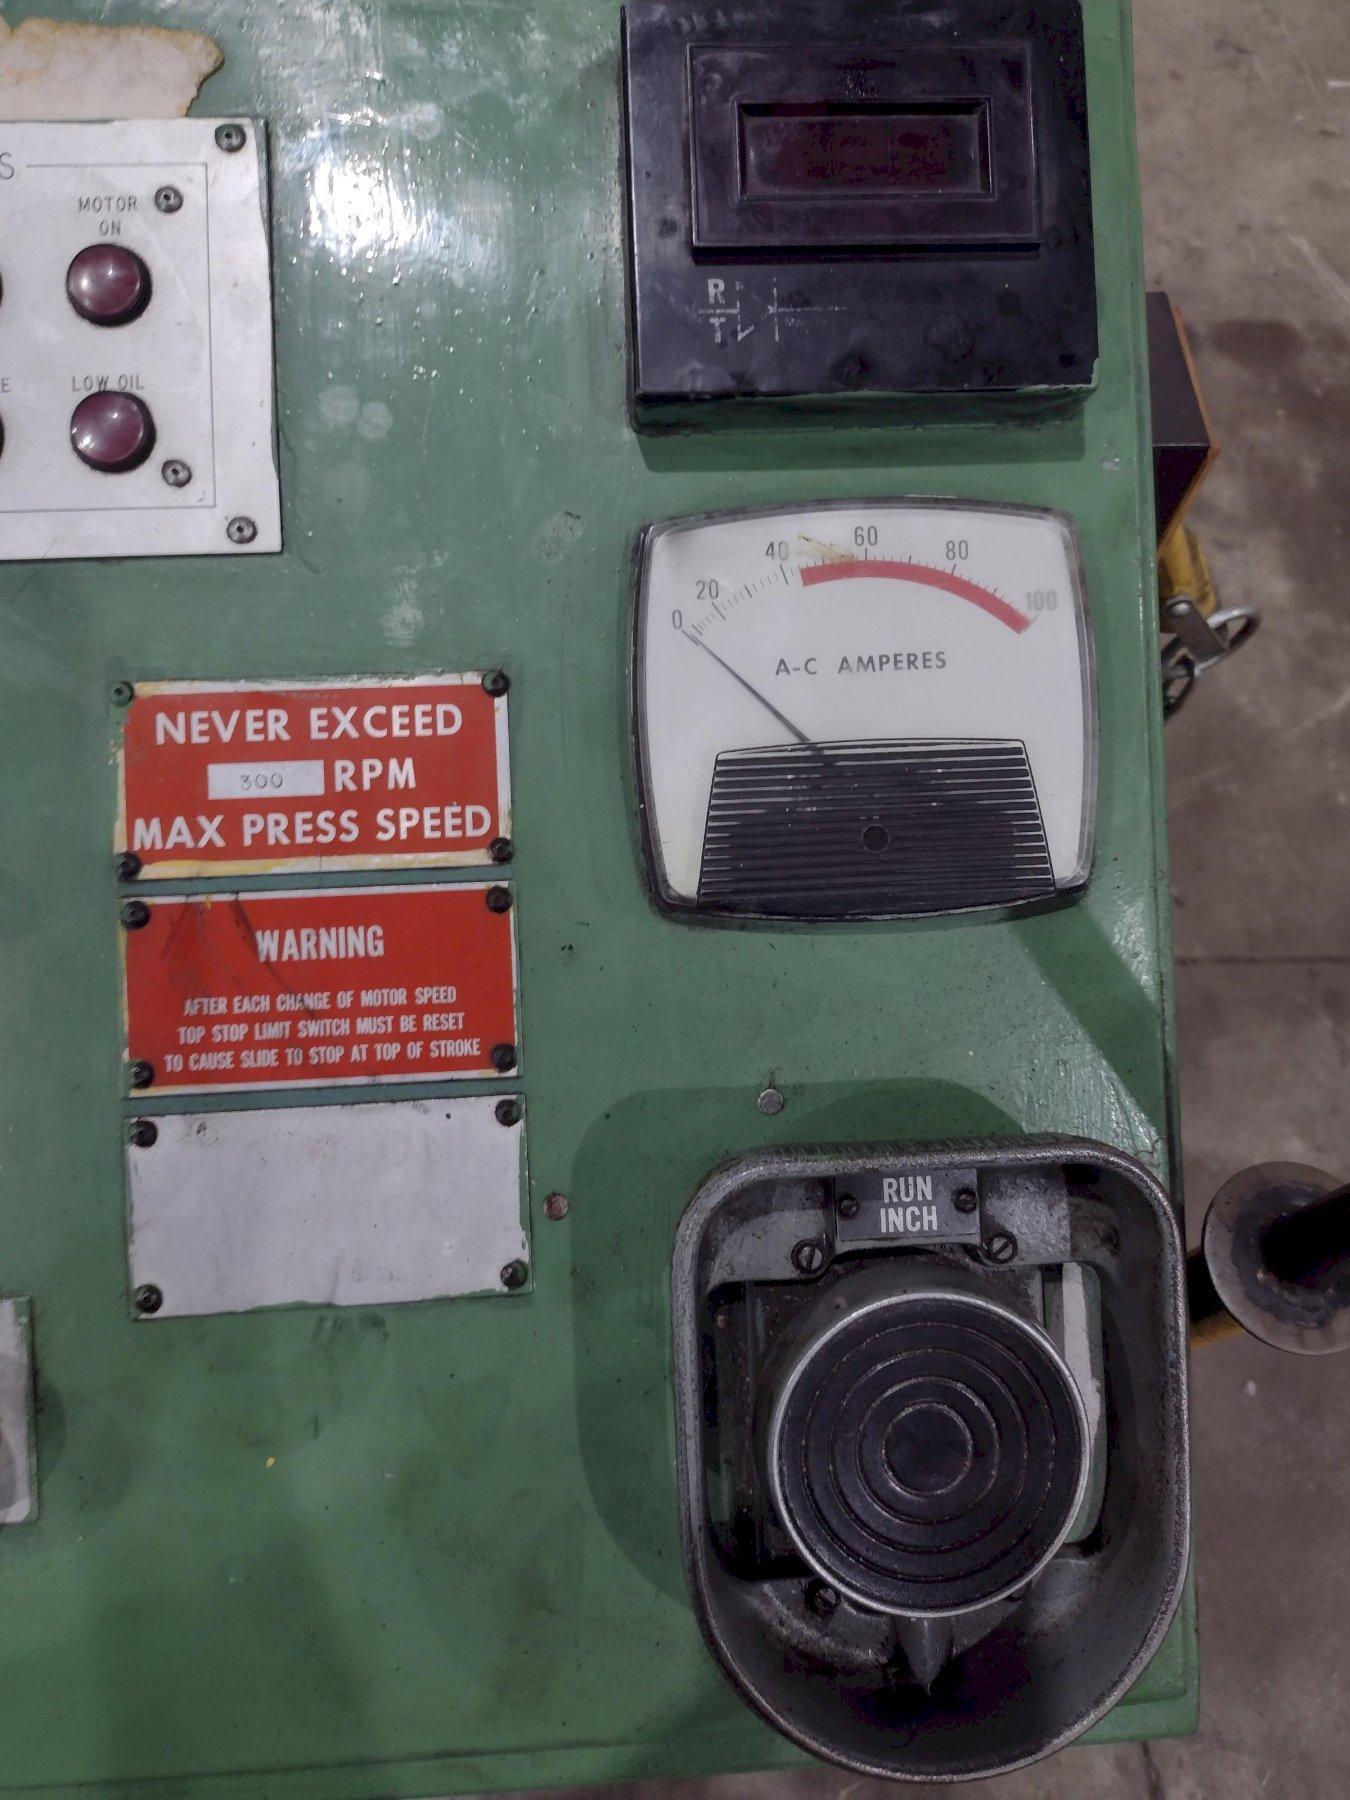 S
MOTOR
ON
E
LOW OIL
R
T
0 20 40 60 80 100
A-C AMPERES
NEVER EXCEED
300 RPM
MAX PRESS SPEED
WARNING
AFTER EACH CHANGE OF MOTOR SPEED
TOP STOP LIMIT SWITCH MUST BE RESET
TO CAUSE SLIDE TO STOP AT TOP OF STROKE
RUN
INCH